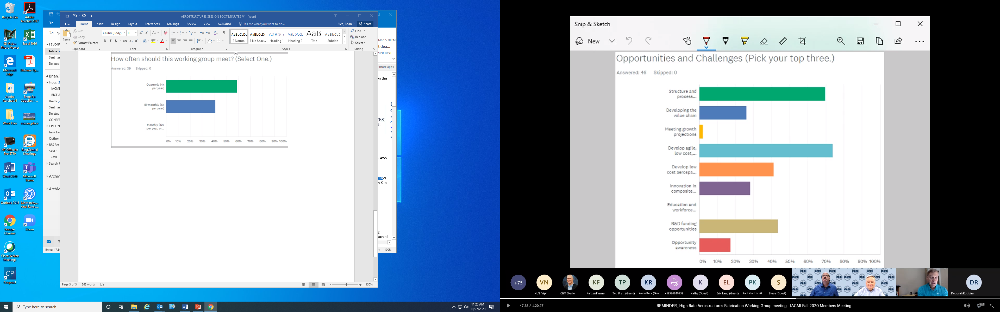 Recycle Bin
Adobe
Acrobat 2017
3D Vision
Photo Viewer
Excel 2016
Microsoft
Edge
Defense-Sy...
Adobe
Acrobat XI
Shop for
Supplies - ...
Work Files
curran_place
HP OfficeJet
Pro 8710
RingCentral
Meetings
Word 2016
Microsoft
Teams
Outlook 2016
Malwareby...
Anti-Ranso...
Google
Chrome
Zoom
Cisco Webex
Meetings
Cospoint
File
Favorit
Inbox 2
Sent Iter
Deleted
Brian.F
Inbox 2
IACMI
RICE A
Drafts [2
Sent Iter
Deleted
CONFER
I-PHON
Junk E-r
Outbox
RSS Fee
SAVES
TRAVEL
Search F
Archiv
Archiv
Items: 17,3
AEROSTRUCTURES SESSION 8OCT MINUTES-V1 - Word
File Home Insert Design Layout References Mailings Review View ACROBAT Tell me what you want to do... Rice, Brian P Share
Paste
Cut
Copy
Format Painter
Clipboard
Calibri (Body) 11
Font
Paragraph
AaBbCcDc AaBbCcDc AaBbCc AaBbCcD AaB AaBbCcD
¶ Normal ¶ No Spac... Heading 1 Heading 2 Title Subtitle
Styles
Find
Replace
Select
Editing
How often should this working group meet? (Select One.)
Answered: 39 Skipped: 0
Quarterly (4x
per year)
Bi-monthly (6x
per year)
Monthly (12x
per year, or...
0% 10% 20% 30% 40% 50% 60% 70% 80% 90% 100%
Page 3 of 3 363 words
130%
Mon 5:30 PM
t dea...
2020 10:51
t more apps
on the
TES
E
0 4:55
org>;
>; Kim
g
tached
100%
Type here to search
11:20 AM
10/27/2020
Snip & Sketch
New
Opportunities and Challenges (Pick your top three.)
Answered: 46 Skipped: 0
Structure and
process...
Developing the
value chain
Meeting growth
projections
Develop agile,
low cost,...
Develop low
cost aerospa...
Innovation in
composite...
Education and
workforce...
R&D funding
opportunities
Opportunity
awareness
0% 10% 20% 30% 40% 50% 60% 70% 80% 90% 100%
+75 VN KF TP KR K EL PK S DR
NLN, Vipin Cliff Eberle Kaitlyn Farmer Ted Pratt (Guest) Kevin Retz (Gue... +19376840939 Kathy (Guest) Eric Lang (Guest) Paul Kladitis (G... Steve (Guest) Deborah Robbins
iacmi
47:38 / 1:20:27
REMINDER_ High Rate Aerostructures Fabrication Working Group meeting - IACMI Fall 2020 Members Meeting